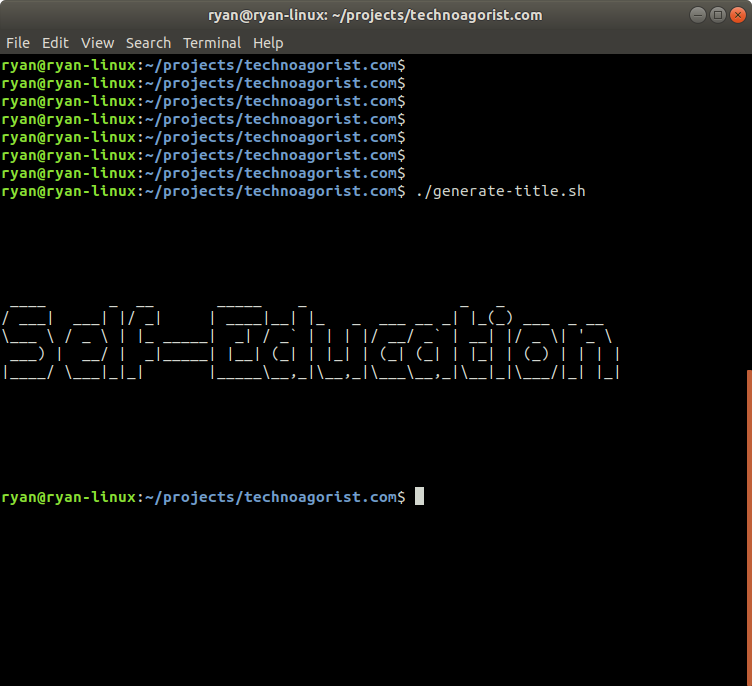 ryan@ryan-linux: ~/projects/technoagorist.com
File Edit View Search Terminal Help
ryan@ryan-linux:~/projects/technoagorist.com$
ryan@ryan-linux:~/projects/technoagorist.com$
ryan@ryan-linux:~/projects/technoagorist.com$
ryan@ryan-linux:~/projects/technoagorist.com$
ryan@ryan-linux:~/projects/technoagorist.com$
ryan@ryan-linux:~/projects/technoagorist.com$
ryan@ryan-linux:~/projects/technoagorist.com$
ryan@ryan-linux:~/projects/technoagorist.com$ ./generate-title.sh
Self-Education
ryan@ryan-linux:~/projects/technoagorist.com$